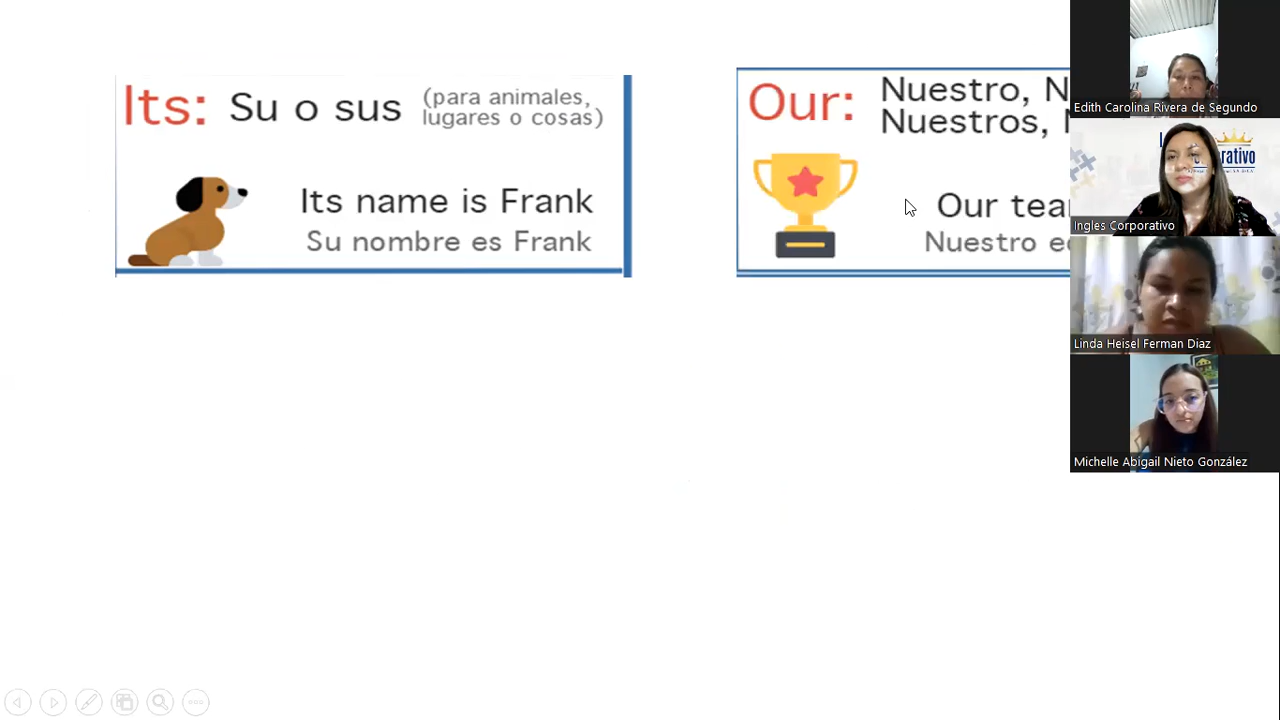 Its: Su o sus (para animales,
lugares o cosas)
Its name is Frank
Su nombre es Frank
Our: Nuestro,
Nuestros,
Our
Nuestro
Edith Carolina Rivera de Segundo
Ingles Corporativo
Linda Heisel Ferman Diaz
Michelle Abigail Nieto González